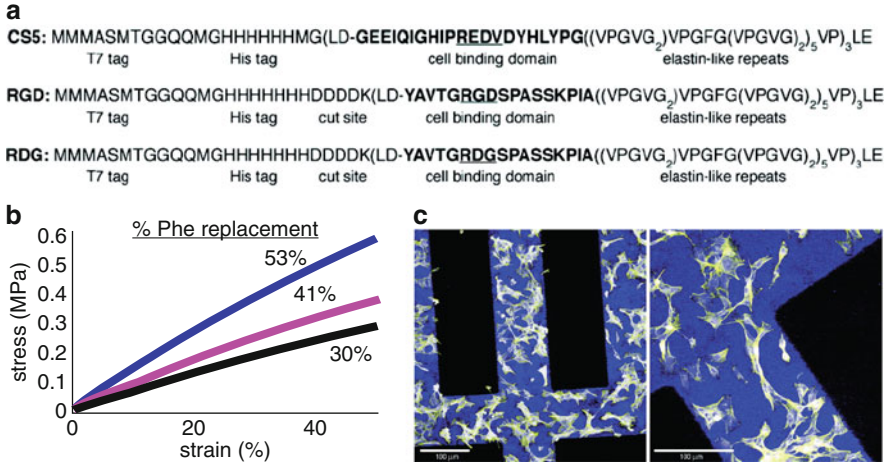 a
CS5: MMMASMTGGQQMGHHHHHHMG(LD-GEEIQIGHIPREDVDYHLYPG((VPGVG₂)VPGFG(VPGVG)₂)₅VP)₃LE
T7 tag His tag cell binding domain elastin-like repeats
RGD: MMMASMTGGQQMGHHHHHHHDDDDK(LD-YAVTGRGDSPASSKPIA((VPGVG₂)VPGFG(VPGVG)₂)₅VP)₃LE
T7 tag His tag cut site cell binding domain elastin-like repeats
RDG: MMMASMTGGQQMGHHHHHHHDDDDK(LD-YAVTGRDGSPASSKPIA((VPGVG₂)VPGFG(VPGVG)₂)₅VP)₃LE
T7 tag His tag cut site cell binding domain elastin-like repeats
b
% Phe replacement
53%
41%
30%
stress (MPa)
0.6
0.5
0.4
0.3
0.2
0.1
0
0 20 40
strain (%)
c
100 μm
100 μm